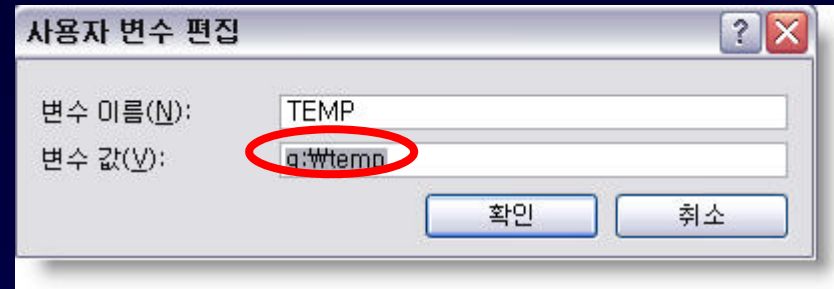 사용자 변수 편집
변수 이름(N): TEMP
변수 값(V): g:₩temp
확인 취소